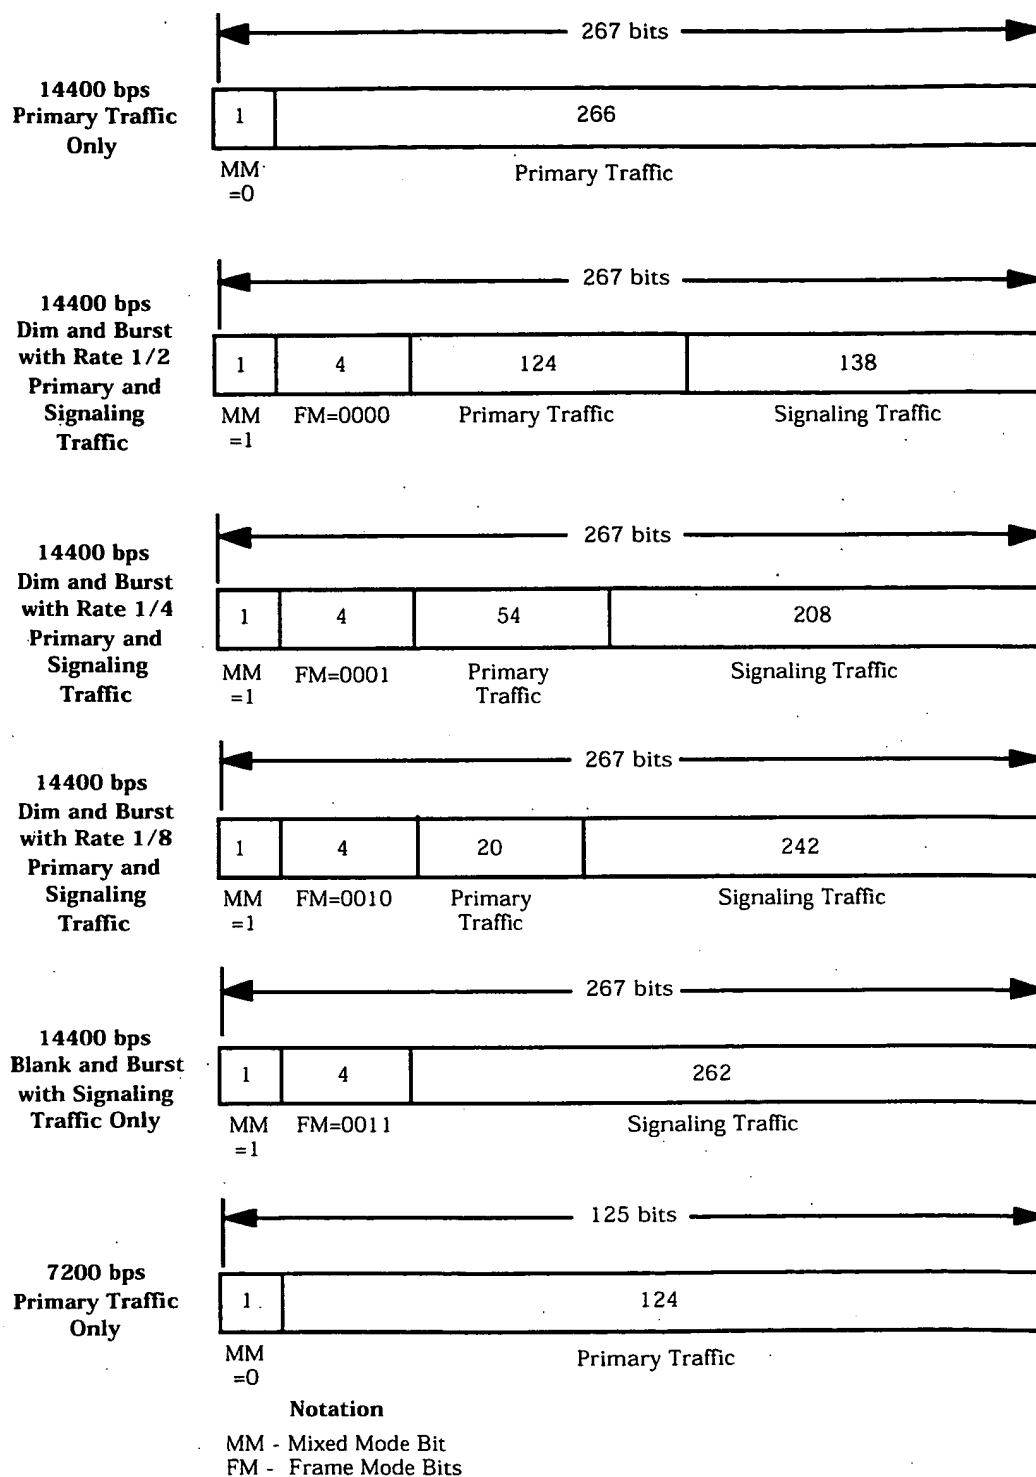 267 bits
14400 bps
Primary Traffic
Only
1
266
MM
=0
Primary Traffic
267 bits
14400 bps
Dim and Burst
with Rate 1/2
Primary and
Signaling
Traffic
1
4
124
138
MM
=1
FM=0000
Primary Traffic
Signaling Traffic
267 bits
14400 bps
Dim and Burst
with Rate 1/4
Primary and
Signaling
Traffic
1
4
54
208
MM
=1
FM=0001
Primary
Traffic
Signaling Traffic
267 bits
14400 bps
Dim and Burst
with Rate 1/8
Primary and
Signaling
Traffic
1
4
20
242
MM
=1
FM=0010
Primary
Traffic
Signaling Traffic
267 bits
14400 bps
Blank and Burst
with Signaling
Traffic Only
1
4
262
MM
=1
FM=0011
Signaling Traffic
125 bits
7200 bps
Primary Traffic
Only
1
124
MM
=0
Primary Traffic
Notation
MM - Mixed Mode Bit
FM - Frame Mode Bits